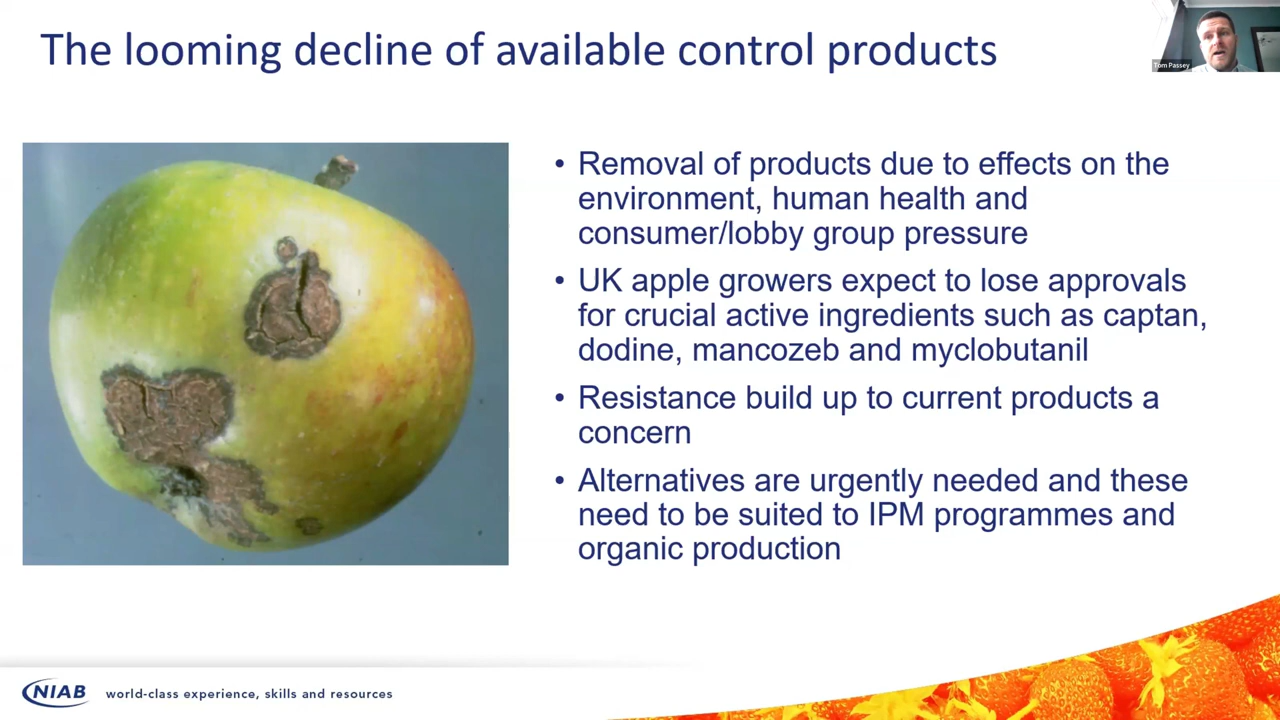 The looming decline of available control products
Tom Passey
• Removal of products due to effects on the
environment, human health and
consumer/lobby group pressure
• UK apple growers expect to lose approvals
for crucial active ingredients such as captan,
dodine, mancozeb and myclobutanil
• Resistance build up to current products a
concern
• Alternatives are urgently needed and these
need to be suited to IPM programmes and
organic production
NIAB world-class experience, skills and resources